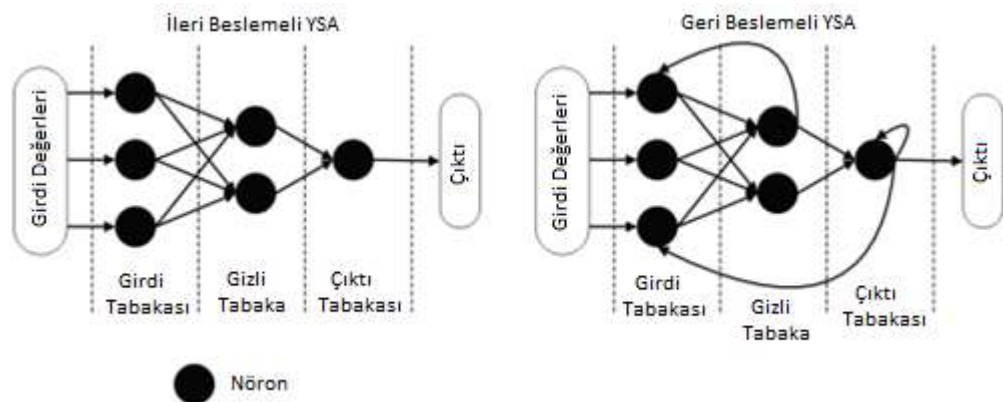 İleri Beslemeli YSA
Girdi Değerleri
Çıktı
Girdi
Tabakası
Gizli
Tabaka
Çıktı
Tabakası
Geri Beslemeli YSA
Girdi Değerleri
Çıktı
Girdi
Tabakası
Gizli
Tabaka
Çıktı
Tabakası
Nöron